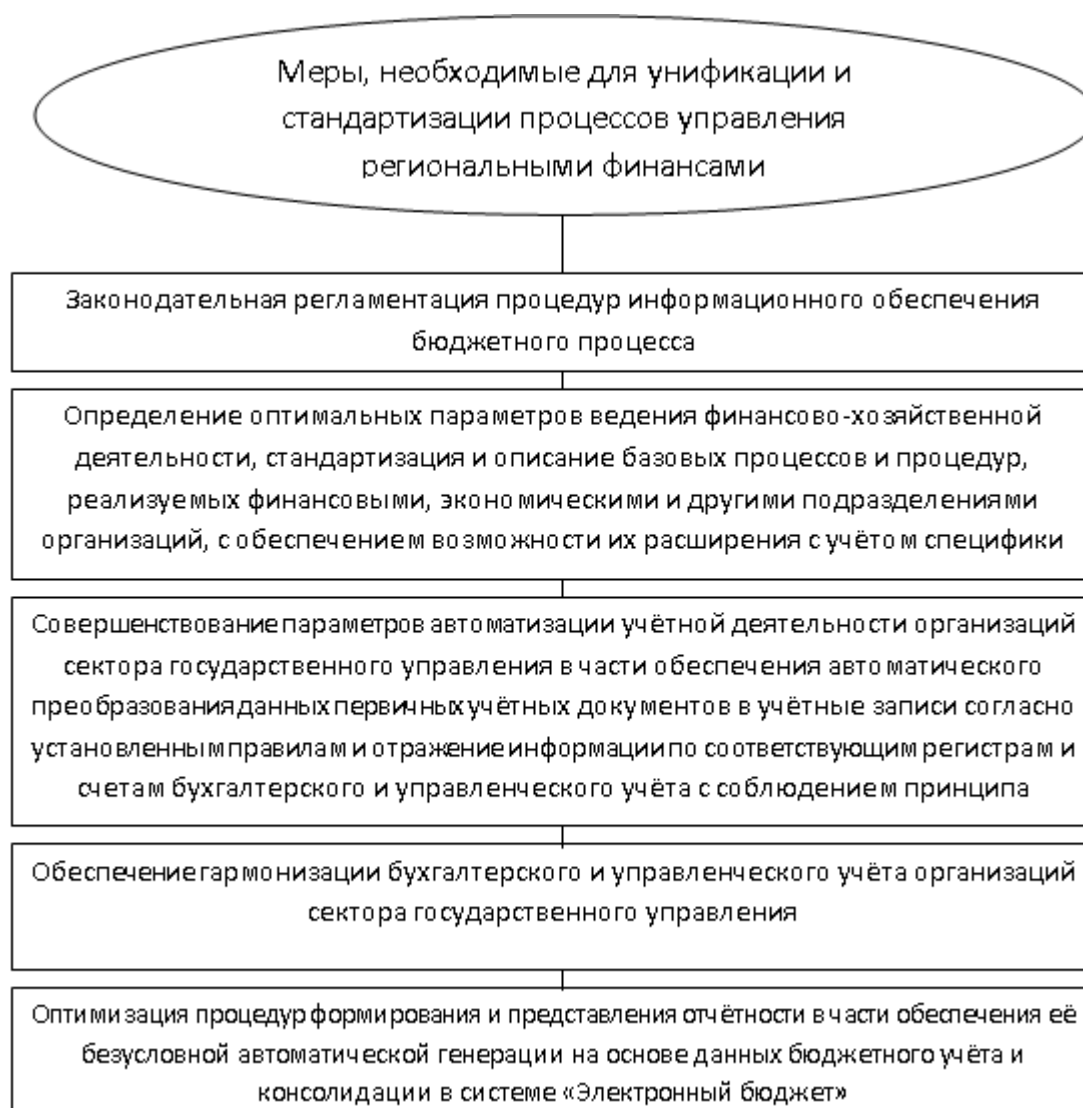 Меры, необходимые для унификации и
стандартизации процессов управления
региональными финансами
Законодательная регламентация процедур информационного обеспечения
бюджетного процесса
Определение оптимальных параметров ведения финансово-хозяйственной
деятельности, стандартизация и описание базовых процессов и процедур,
реализуемых финансовыми, экономическими и другими подразделениями
организаций, с обеспечением возможности их расширения с учётом специфики
Совершенствование параметров автоматизации учётной деятельности организаций
сектора государственного управления в части обеспечения автоматического
преобразования данных первичных учётных документов в учётные записи согласно
установленным правилам и отражение информации по соответствующим регистрам и
счетам бухгалтерского и управленческого учёта с соблюдением принципа
Обеспечение гармонизации бухгалтерского и управленческого учёта организаций
сектора государственного управления
Оптимизация процедур формирования и представления отчётности в части обеспечения её
безусловной автоматической генерации на основе данных бюджетного учёта и
консолидации в системе «Электронный бюджет»